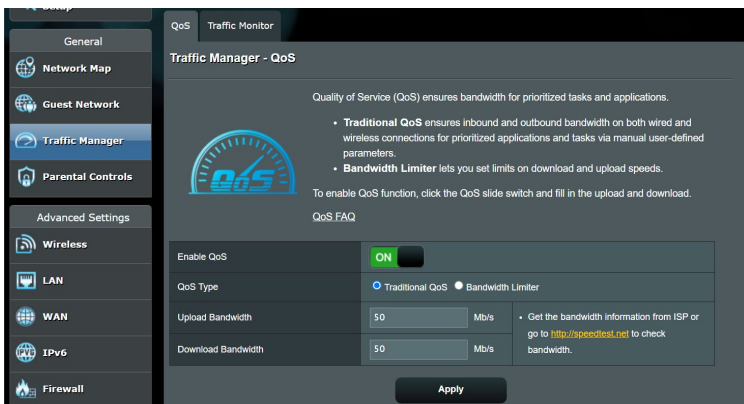 QoS
Traffic Monitor
General
Network Map
Guest Network
Traffic Manager
Parental Controls
Advanced Settings
Wireless
LAN
WAN
IPv6
Firewall
Traffic Manager - QoS
Quality of Service (QoS) ensures bandwidth for prioritized tasks and applications.
• Traditional QoS ensures inbound and outbound bandwidth on both wired and
wireless connections for prioritized applications and tasks via manual user-defined
parameters.
• Bandwidth Limiter lets you set limits on download and upload speeds.
To enable QoS function, click the QoS slide switch and fill in the upload and download.
QoS FAQ
QoS
Enable QoS
ON
QoS Type
Traditional QoS
Bandwidth Limiter
Upload Bandwidth
50
Mb/s
Download Bandwidth
50
Mb/s
• Get the bandwidth information from ISP or
go to http://speedtest.net to check
bandwidth.
Apply